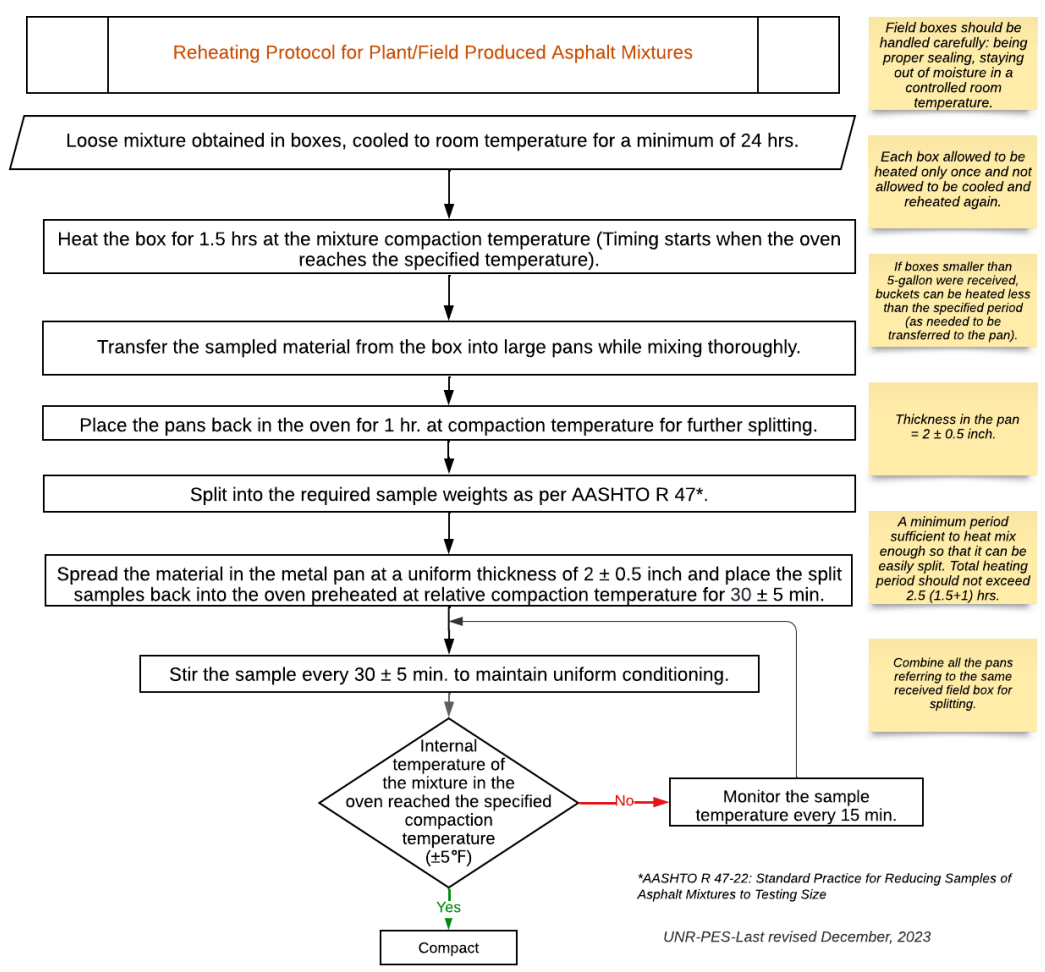 Reheating Protocol for Plant/Field Produced Asphalt Mixtures
Loose mixture obtained in boxes, cooled to room temperature for a minimum of 24 hrs.
Heat the box for 1.5 hrs at the mixture compaction temperature (Timing starts when the oven
reaches the specified temperature).
Transfer the sampled material from the box into large pans while mixing thoroughly.
Place the pans back in the oven for 1 hr. at compaction temperature for further splitting.
Split into the required sample weights as per AASHTO R 47*.
Spread the material in the metal pan at a uniform thickness of 2 ± 0.5 inch and place the split
samples back into the oven preheated at relative compaction temperature for 30 ± 5 min.
Stir the sample every 30 ± 5 min. to maintain uniform conditioning.
Internal
temperature of
the mixture in the
oven reached the specified
compaction
temperature
(±5°F)
No
Monitor the sample
temperature every 15 min.
Yes
Compact
Field boxes should be
handled carefully: being
proper sealing, staying
out of moisture in a
controlled room
temperature.
Each box allowed to be
heated only once and not
allowed to be cooled and
reheated again.
If boxes smaller than
5-gallon were received,
buckets can be heated less
than the specified period
(as needed to be
transferred to the pan).
Thickness in the pan
= 2 ± 0.5 inch.
A minimum period
sufficient to heat mix
enough so that it can be
easily split. Total heating
period should not exceed
2.5 (1.5+1) hrs.
Combine all the pans
referring to the same
received field box for
splitting.
*AASHTO R 47-22: Standard Practice for Reducing Samples of
Asphalt Mixtures to Testing Size
UNR-PES-Last revised December, 2023